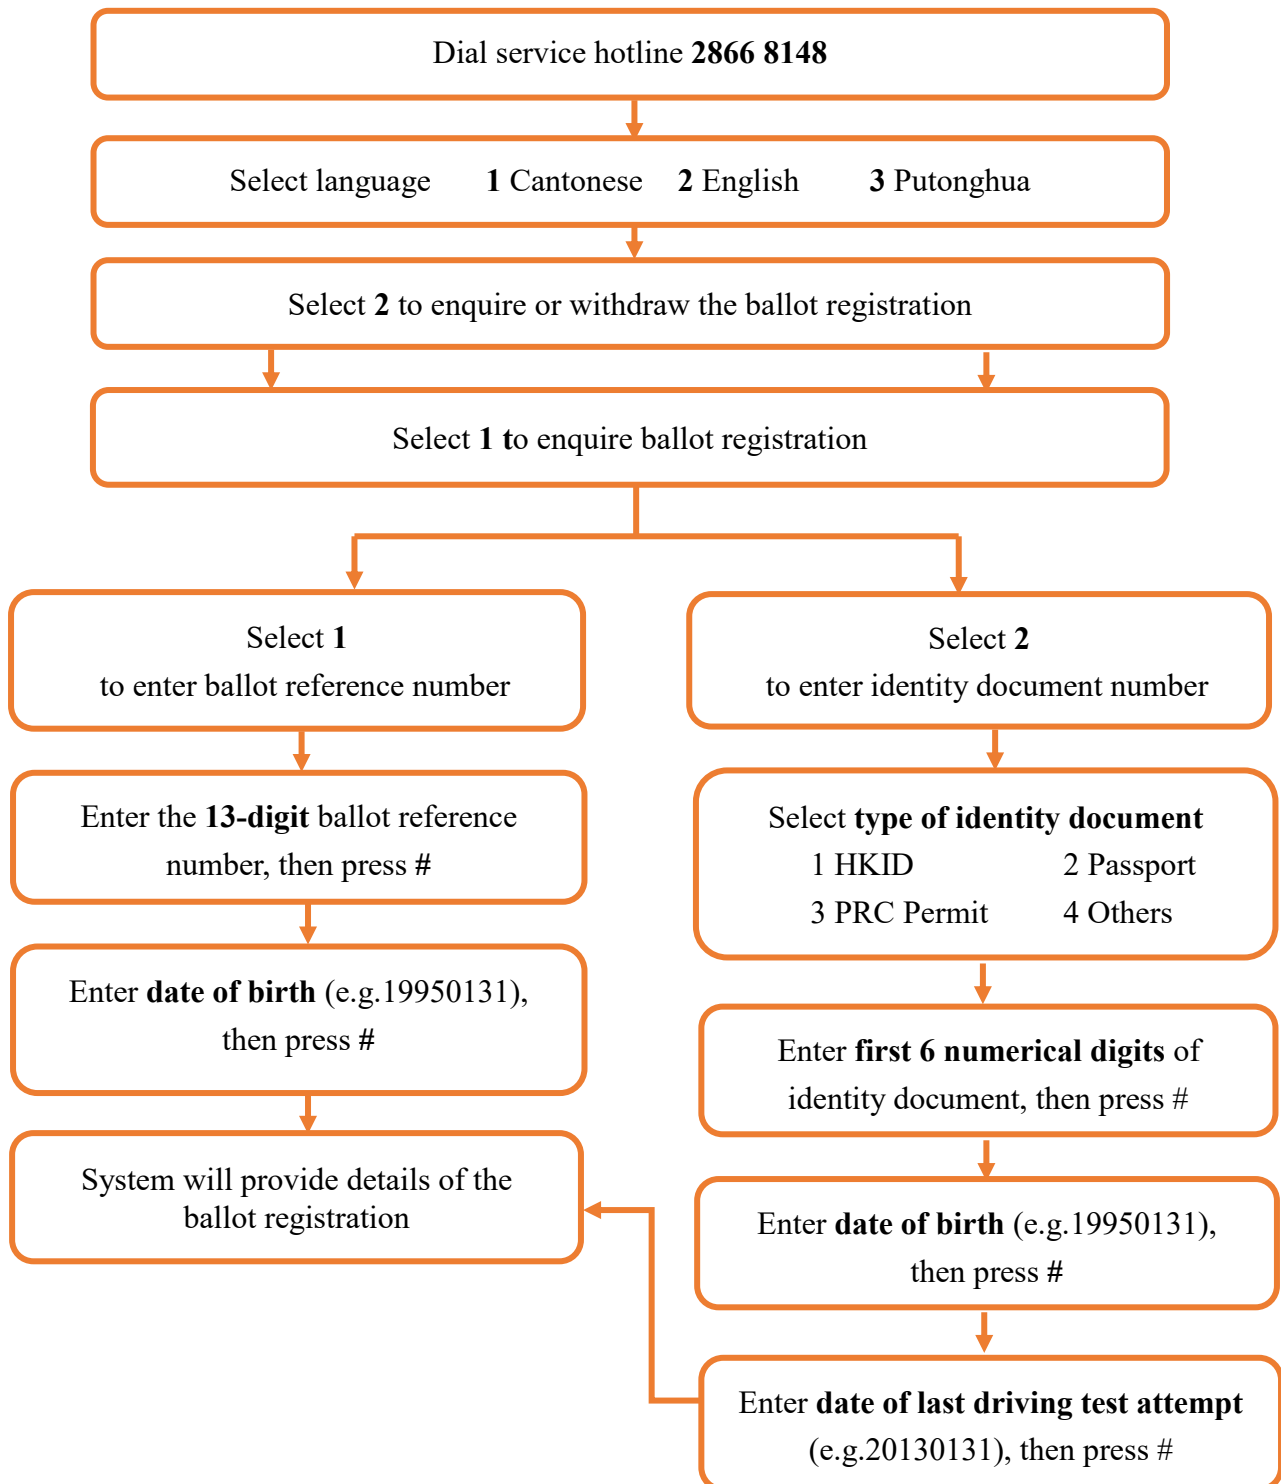 Dial service hotline 2866 8148
Select language 1 Cantonese 2 English 3 Putonghua
Select 2 to enquire or withdraw the ballot registration
Select 1 to enquire ballot registration
Select 1
to enter ballot reference number
Enter the 13-digit ballot reference
number, then press #
Enter date of birth (e.g.19950131),
then press #
System will provide details of the
ballot registration
Select 2
to enter identity document number
Select type of identity document
1 HKID 2 Passport
3 PRC Permit 4 Others
Enter first 6 numerical digits of
identity document, then press #
Enter date of birth (e.g.19950131),
then press #
Enter date of last driving test attempt
(e.g.20130131), then press #